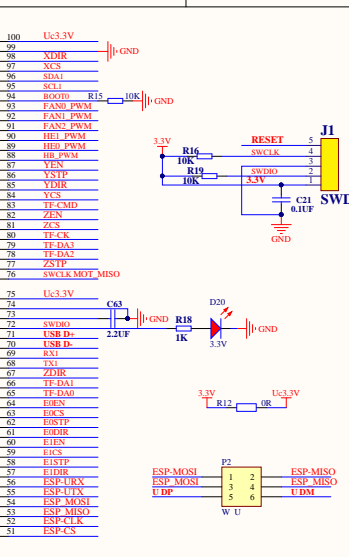 100 Uc3.3V
99
GND
98 XDIR
97 XCS
96 SDA1
95 SCL1
94 BOOT0 R15 10K GND
93 FAN0_PWM
92 FAN1_PWM
91 FAN2_PWM
90 HE1_PWM
89 HE0_PWM
88 HB_PWM
87 YEN
86 YSTP
85 YDIR
84 YCS
83 TF-CMD
82 ZEN
81 ZCS
80 TF-CK
79 TF-DA3
78 TF-DA2
77 ZSTP
76 SWCLK MOT_MISO
J1
3.3V
RESET 5
R16 SWCLK 4
10K
3
R19 SWDIO 2
10K 3.3V 1
SWD
C21
0.1UF
GND
75 Uc3.3V
74
73
72 SWDIO
71 USB D+
70 USB D-
69 RX1
68 TX1
67 ZDIR
66 TF-DA1
65 TF-DA0
64 E0EN
63 E0CS
62 E0STP
61 E0DIR
60 E1EN
59 E1CS
58 E1STP
57 E1DIR
56 ESP-URX
55 ESP-UTX
54 ESP_MOSI
53 ESP_MISO
52 ESP-CLK
51 ESP-CS
C63
2.2UF
GND
R18
1K
D20
3.3V
GND
3.3V Uc3.3V
R12 0R
P2
ESP-MOSI 1 2 ESP-MISO
ESP_MOSI 3 4 ESP_MISO
U DP 5 6 U DM
W U